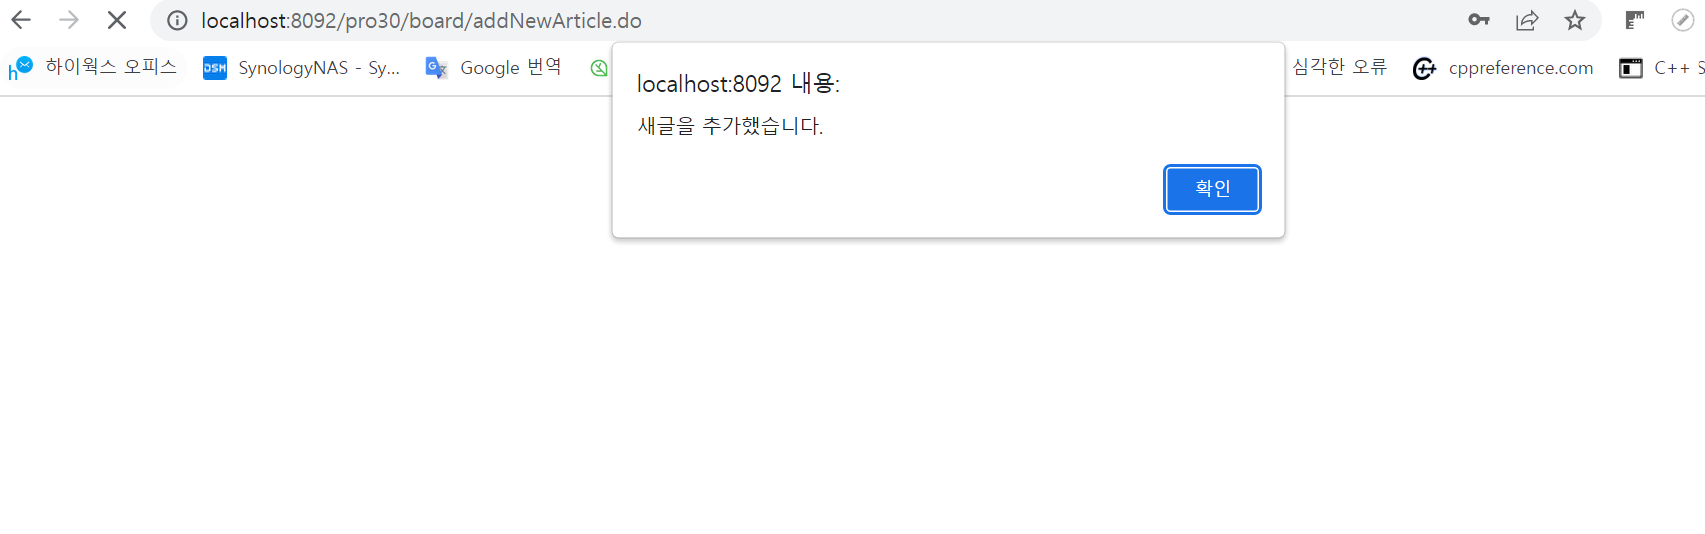 localhost:8092/pro30/board/addNewArticle.do
하이웍스 오피스 DSM SynologyNAS - Sy... Google 번역 심각한 오류 cppreference.com C++ S
localhost:8092 내용:
새글을 추가했습니다.
확인